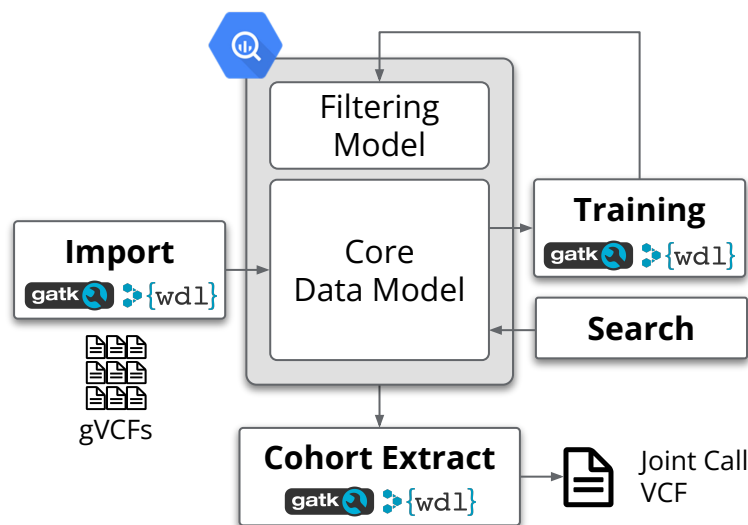 Filtering
Model
Training
gatk {wdl}
Import
gatk {wdl}
Core
Data Model
Search
gVCFs
Cohort Extract
gatk {wdl}
Joint Call
VCF